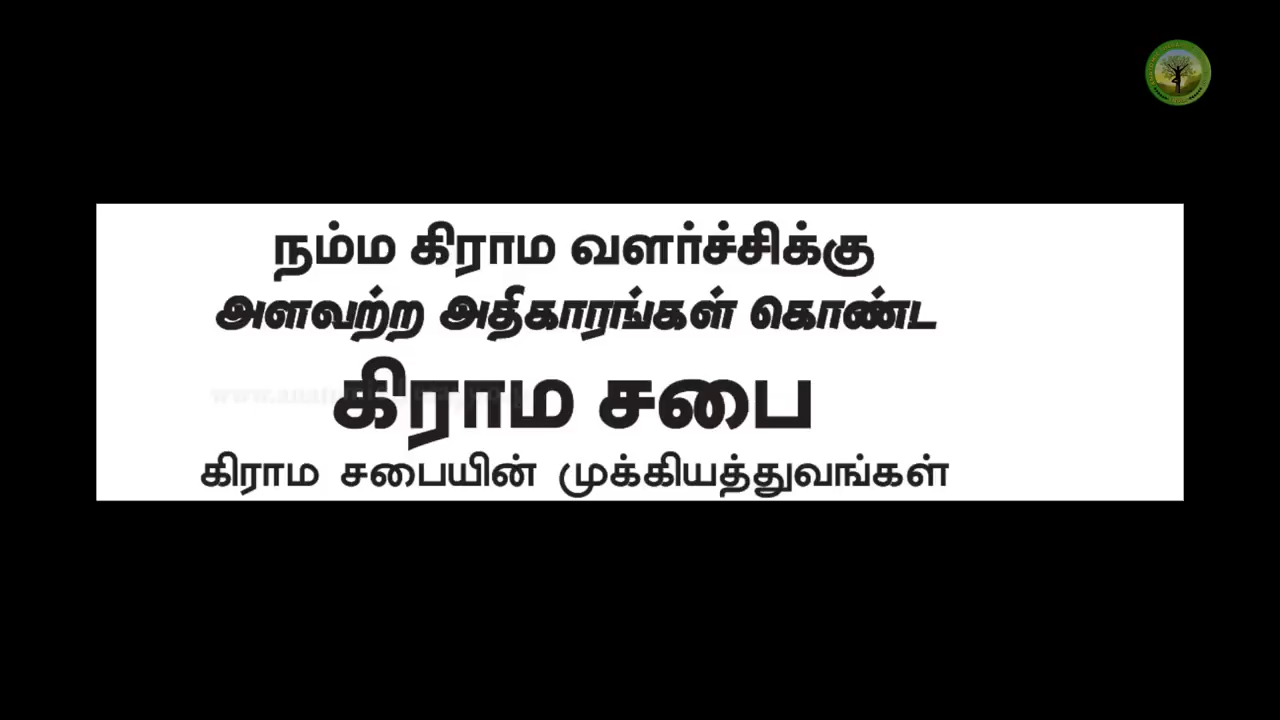 நம்ம கிராம வளர்ச்சிக்கு
அளவற்ற அதிகாரங்கள் கொண்ட
கிராம சபை
கிராம சபையின் முக்கியத்துவங்கள்